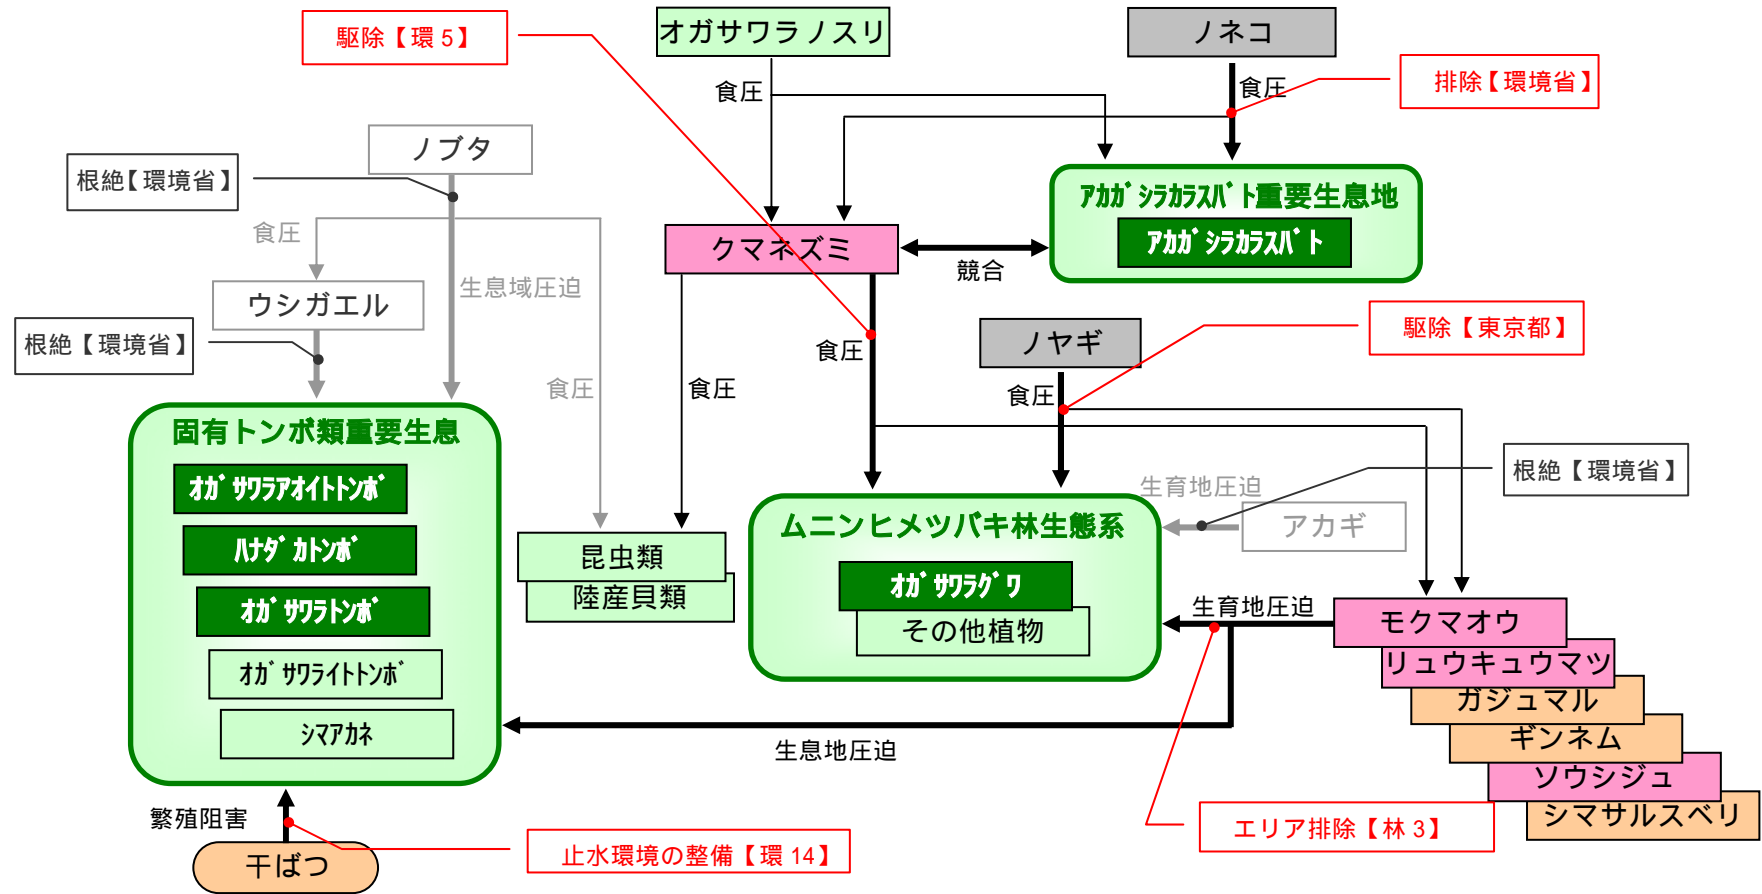 駆除【環5】
オガサワラノスリ
ノネコ
排除【環境省】
食圧
食圧
ノブタ
根絶【環境省】
アカガシラカラスバト重要生息地
アカガシラカラスバト
食圧
クマネズミ
競合
生息域圧迫
ウシガエル
根絶【環境省】
食圧
ノヤギ
駆除【東京都】
食圧
食圧
食圧
固有トンボ類重要生息
オガサワラアオイトトンボ
ハナダカトンボ
オガサワラトンボ
オガサワライトトンボ
シマアカネ
昆虫類
陸産貝類
ムニンヒメツバキ林生態系
オガサワラグワ
その他植物
生育地圧迫
アカギ
根絶【環境省】
生育地圧迫
モクマオウ
リュウキュウマツ
ガジュマル
ギンネム
ソウシジュ
シマサルスベリ
生息地圧迫
繁殖阻害
干ばつ
止水環境の整備【環14】
エリア排除【林3】